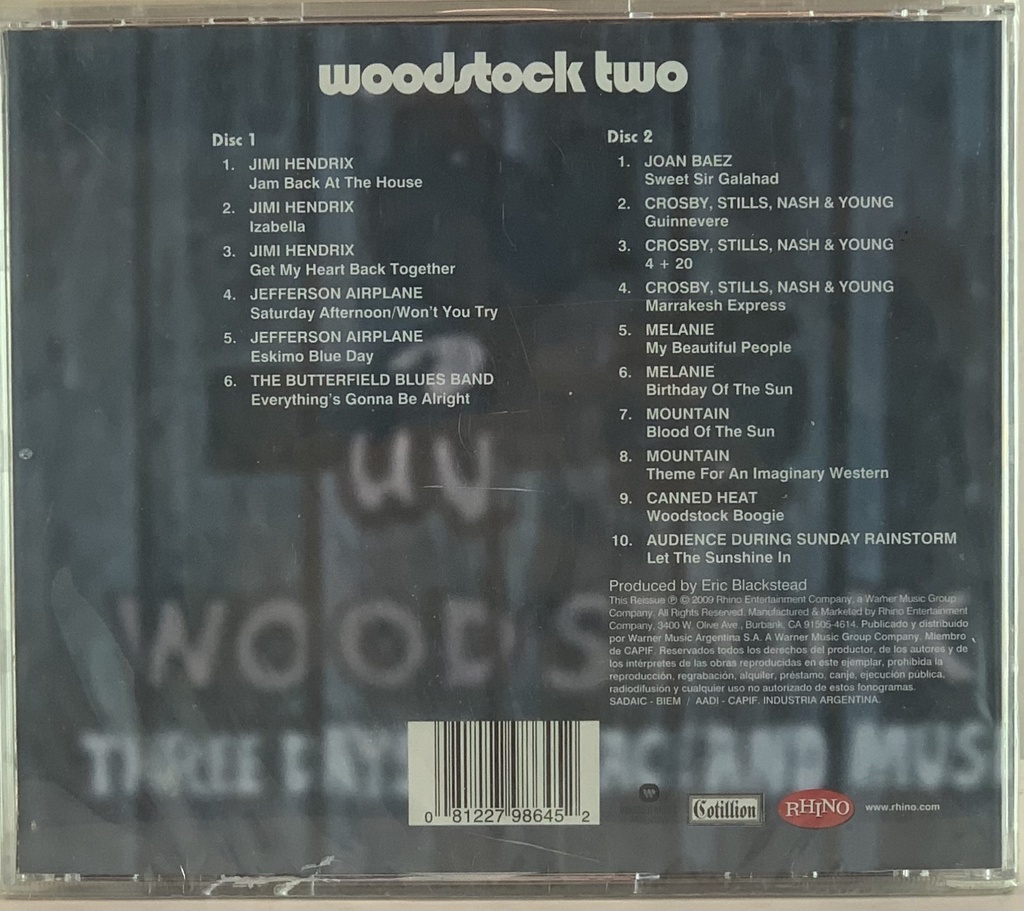 woodstock two
Disc 1
1. JIMI HENDRIX
Jam Back At The House
2. JIMI HENDRIX
Izabella
3. JIMI HENDRIX
Get My Heart Back Together
4. JEFFERSON AIRPLANE
Saturday Afternoon/Won't You Try
5. JEFFERSON AIRPLANE
Eskimo Blue Day
6. THE BUTTERFIELD BLUES BAND
Everything's Gonna Be Alright
Disc 2
1. JOAN BAEZ
Sweet Sir Galahad
2. CROSBY, STILLS, NASH & YOUNG
Guinnevere
3. CROSBY, STILLS, NASH & YOUNG
4 + 20
4. CROSBY, STILLS, NASH & YOUNG
Marrakesh Express
5. MELANIE
My Beautiful People
6. MELANIE
Birthday Of The Sun
7. MOUNTAIN
Blood Of The Sun
8. MOUNTAIN
Theme For An Imaginary Western
9. CANNED HEAT
Woodstock Boogie
10. AUDIENCE DURING SUNDAY RAINSTORM
Let The Sunshine In
Produced by Eric Blackstead
This Reissue ℗ © 2009 Rhino Entertainment Company, a Warner Music Group
Company. All Rights Reserved. Manufactured & Marketed by Rhino Entertainment
Company, 3400 W. Olive Ave., Burbank, CA 91505-4614. Publicado y distribuido
por Warner Music Argentina S.A. A Warner Music Group Company. Miembro
de CAPIF. Reservados todos los derechos del productor, de los autores y de
los intérpretes de las obras reproducidas en este ejemplar, prohibida la
reproducción, regrabación, alquiler, préstamo, canje, ejecución pública,
radiodifusión y cualquier uso no autorizado de estos fonogramas.
SADAIC - BIEM / AADI - CAPIF. INDUSTRIA ARGENTINA.
WOODS
THREE DAYS AND MUS
0 81227 98645 2
Cotillion
RHINO
www.rhino.com